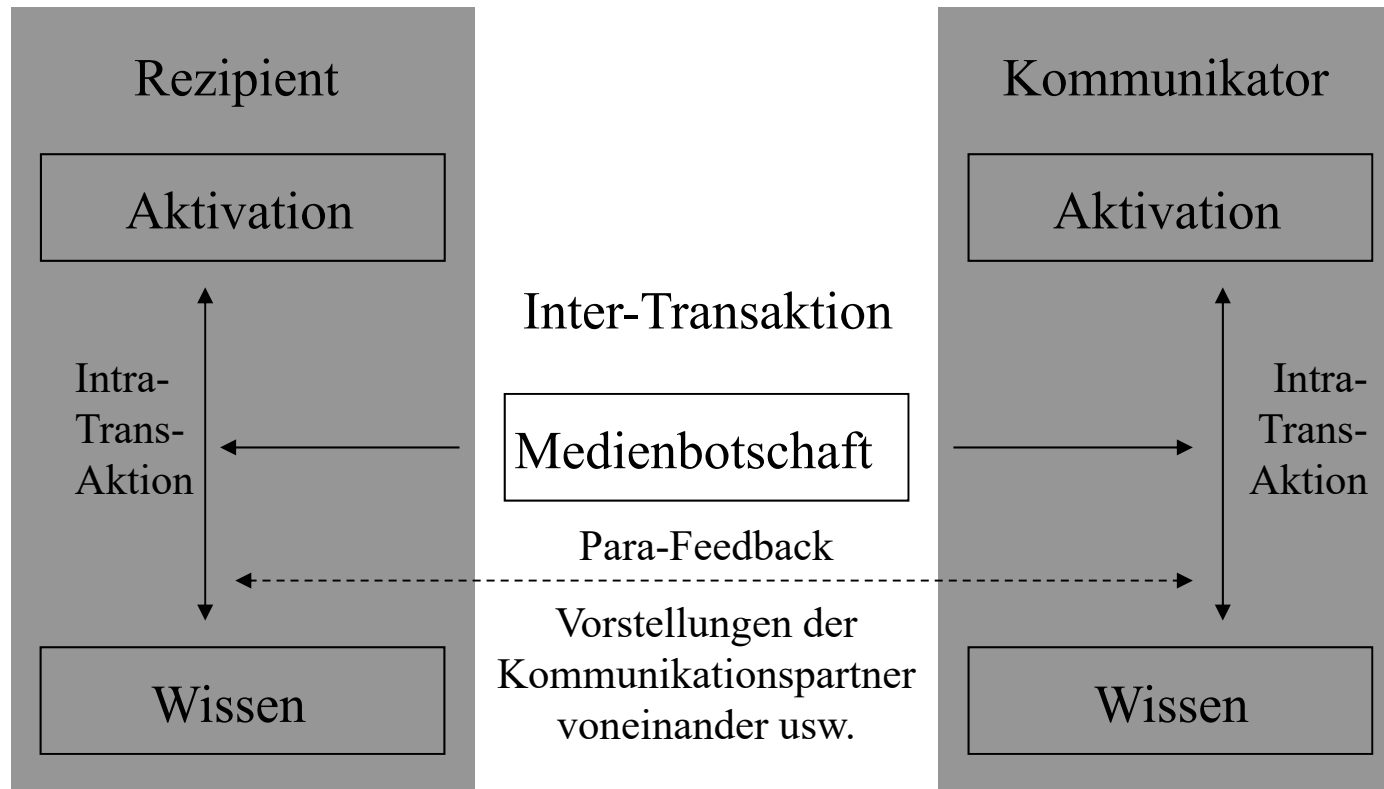 Rezipient
Aktivation
Intra-
Trans-
Aktion
Wissen
Inter-Transaktion
Medienbotschaft
Para-Feedback
Vorstellungen der
Kommunikationspartner
voneinander usw.
Kommunikator
Aktivation
Intra-
Trans-
Aktion
Wissen